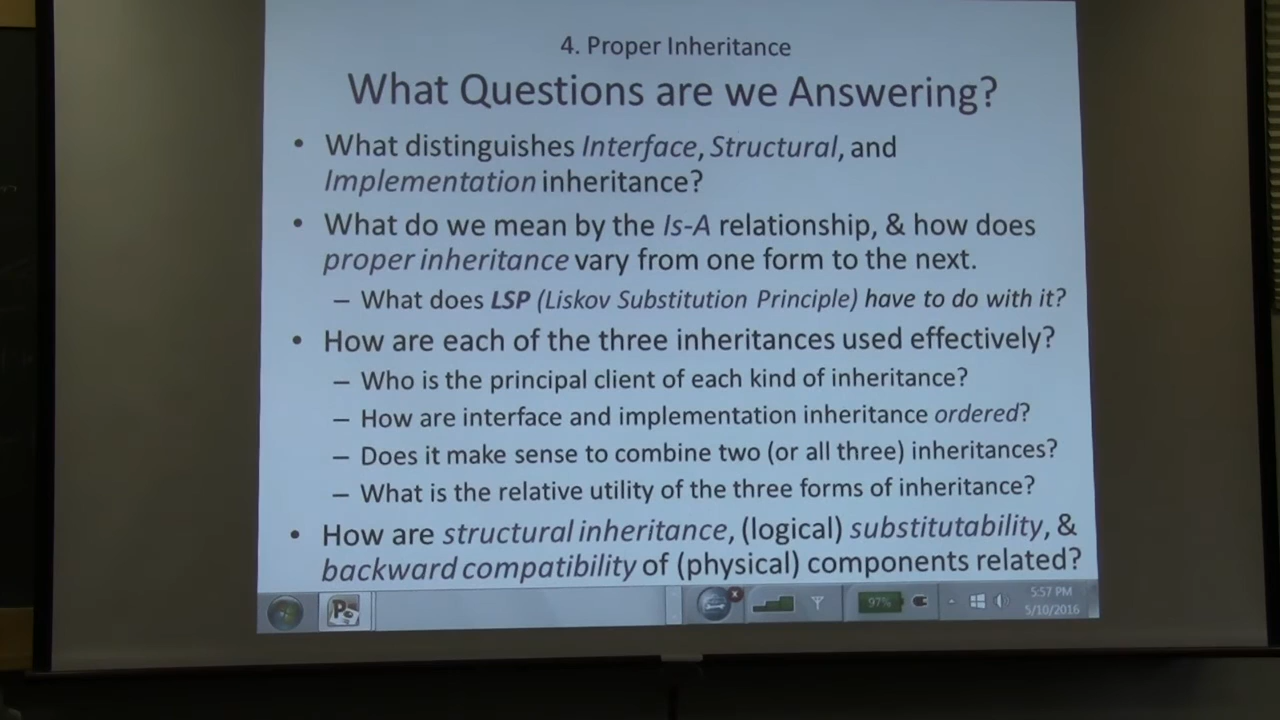 4. Proper Inheritance
What Questions are we Answering?
• What distinguishes Interface, Structural, and
Implementation inheritance?
• What do we mean by the Is-A relationship, & how does
proper inheritance vary from one form to the next.
– What does LSP (Liskov Substitution Principle) have to do with it?
• How are each of the three inheritances used effectively?
– Who is the principal client of each kind of inheritance?
– How are interface and implementation inheritance ordered?
– Does it make sense to combine two (or all three) inheritances?
– What is the relative utility of the three forms of inheritance?
• How are structural inheritance, (logical) substitutability, &
backward compatibility of (physical) components related?
97%
5:57 PM
5/10/2016